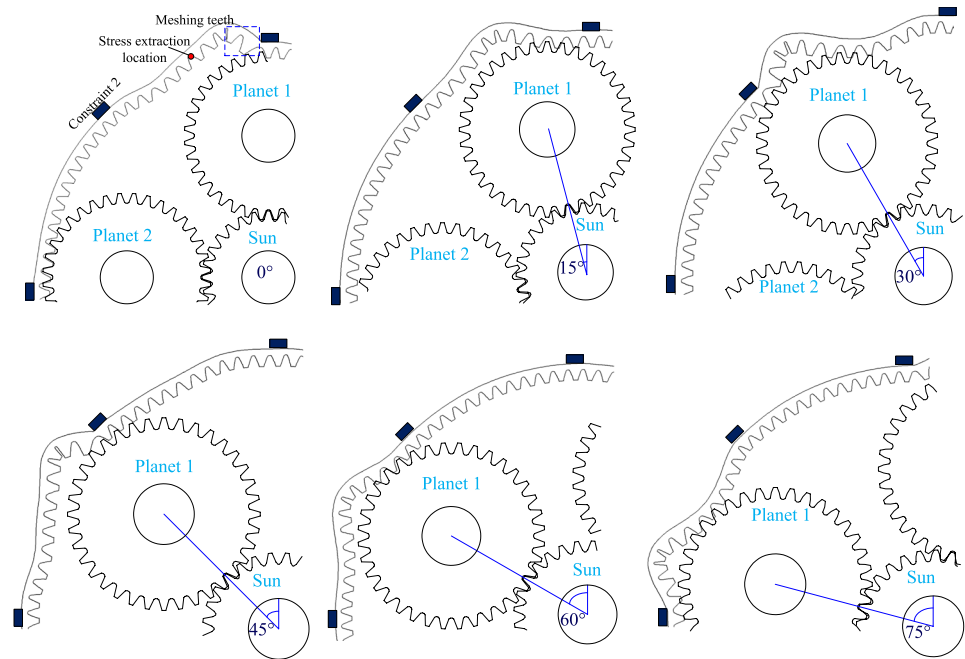 Meshing teeth
Stress extraction
location
Constraint 2
Planet 1
Planet 2
Sun
0°
Planet 1
Planet 2
Sun
15°
Planet 1
Planet 2
Sun
30°
Planet 1
Sun
45°
Planet 1
Sun
60°
Planet 1
Sun
75°